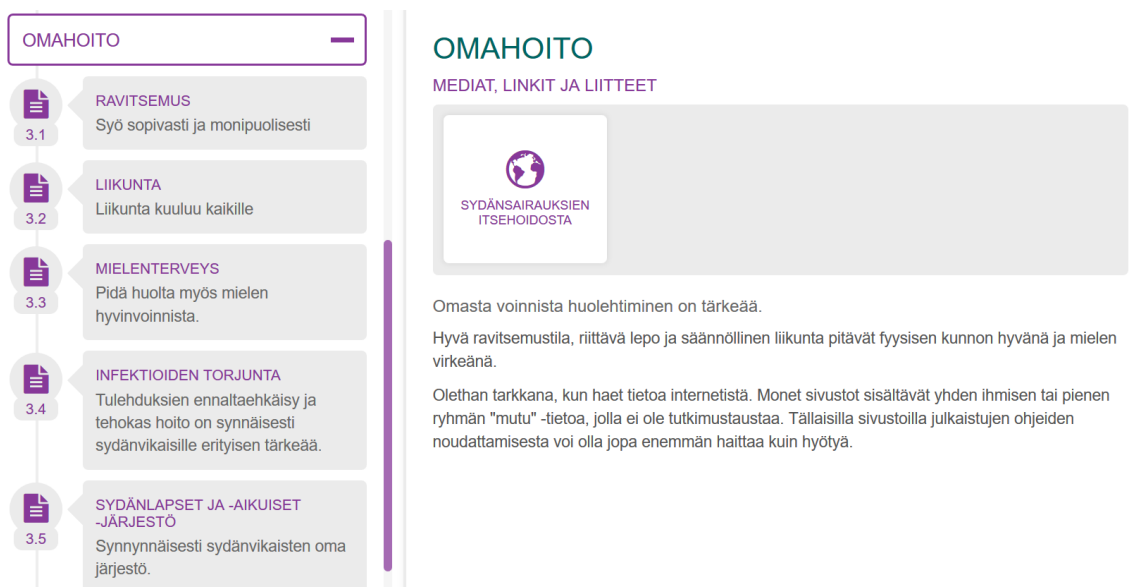 OMAHOITO
3.1
RAVITSEMUS
Syö sopivasti ja monipuolisesti
3.2
LIIKUNTA
Liikunta kuuluu kaikille
3.3
MIELENTERVEYS
Pidä huolta myös mielen
hyvinvoinnista.
3.4
INFEKTIOIDEN TORJUNTA
Tulehduksien ennaltaehkäisy ja
tehokas hoito on synnäisesti
sydänvikaisille erityisen tärkeää.
3.5
SYDÄNLAPSET JA -AIKUISET
-JÄRJESTÖ
Synnynnäisesti sydänvikaisten oma
järjestö.
OMAHOITO
MEDIAT, LINKIT JA LIITTEET
SYDÄNSAIRAUKSIEN
ITSEHOIDOSTA
Omasta voinnista huolehtiminen on tärkeää.
Hyvä ravitsemustila, riittävä lepo ja säännöllinen liikunta pitävät fyysisen kunnon hyvänä ja mielen
virkeänä.
Olethan tarkkana, kun haet tietoa internetistä. Monet sivustot sisältävät yhden ihmisen tai pienen
ryhmän "mutu" -tietoa, jolla ei ole tutkimustaustaa. Tällaisilla sivustoilla julkaistujen ohjeiden
noudattamisesta voi olla jopa enemmän haittaa kuin hyötyä.